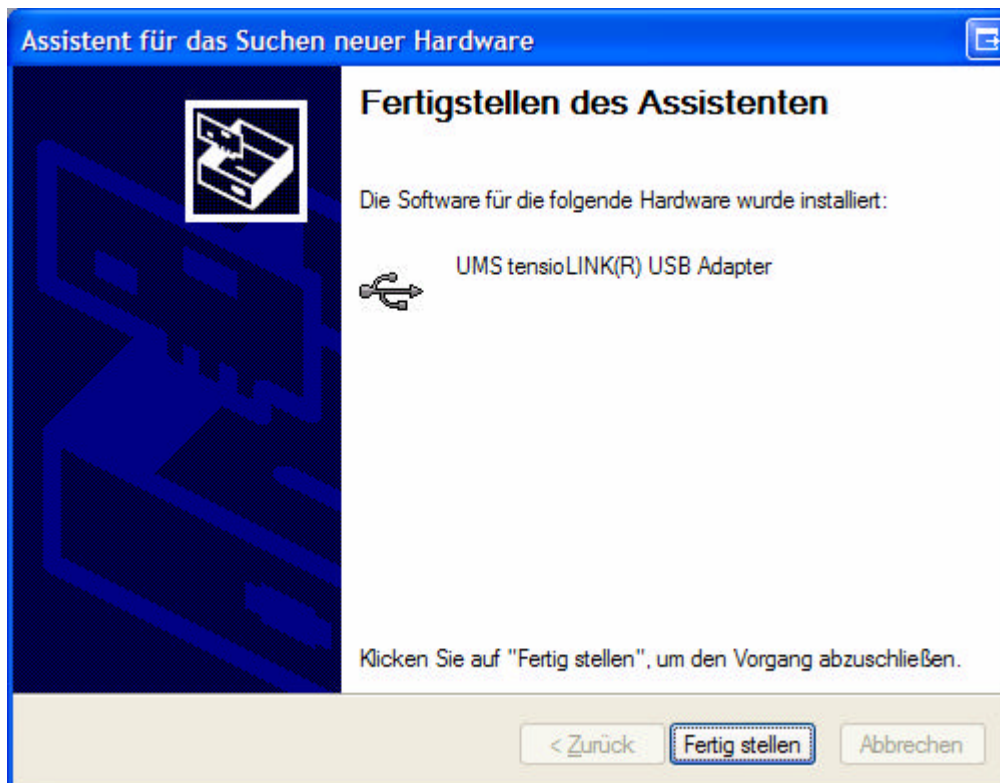 Assistent für das Suchen neuer Hardware
Fertigstellen des Assistenten
Die Software für die folgende Hardware wurde installiert:
UMS tensioLINK(R) USB Adapter
Klicken Sie auf "Fertig stellen", um den Vorgang abzuschließen.
< Zurück Fertig stellen Abbrechen